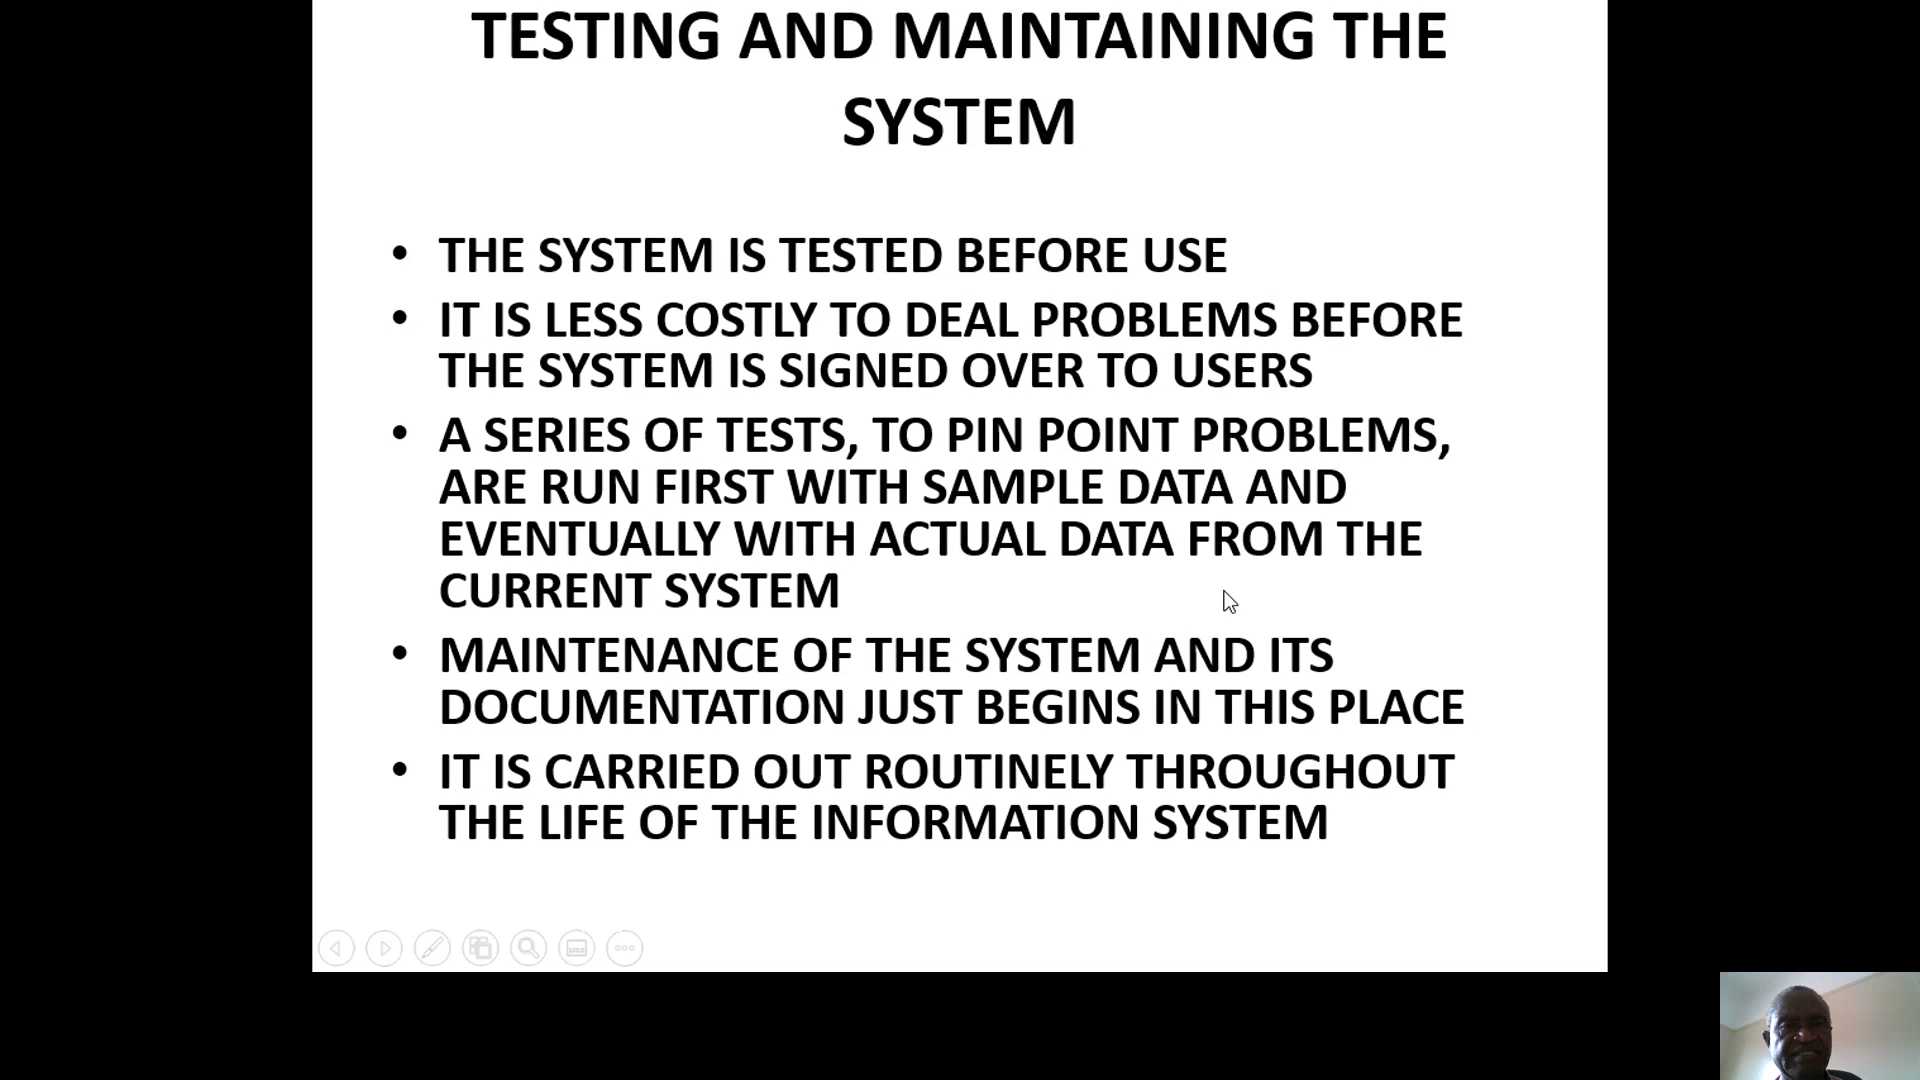 TESTING AND MAINTAINING THE
SYSTEM
• THE SYSTEM IS TESTED BEFORE USE
• IT IS LESS COSTLY TO DEAL PROBLEMS BEFORE
THE SYSTEM IS SIGNED OVER TO USERS
• A SERIES OF TESTS, TO PIN POINT PROBLEMS,
ARE RUN FIRST WITH SAMPLE DATA AND
EVENTUALLY WITH ACTUAL DATA FROM THE
CURRENT SYSTEM
• MAINTENANCE OF THE SYSTEM AND ITS
DOCUMENTATION JUST BEGINS IN THIS PLACE
• IT IS CARRIED OUT ROUTINELY THROUGHOUT
THE LIFE OF THE INFORMATION SYSTEM